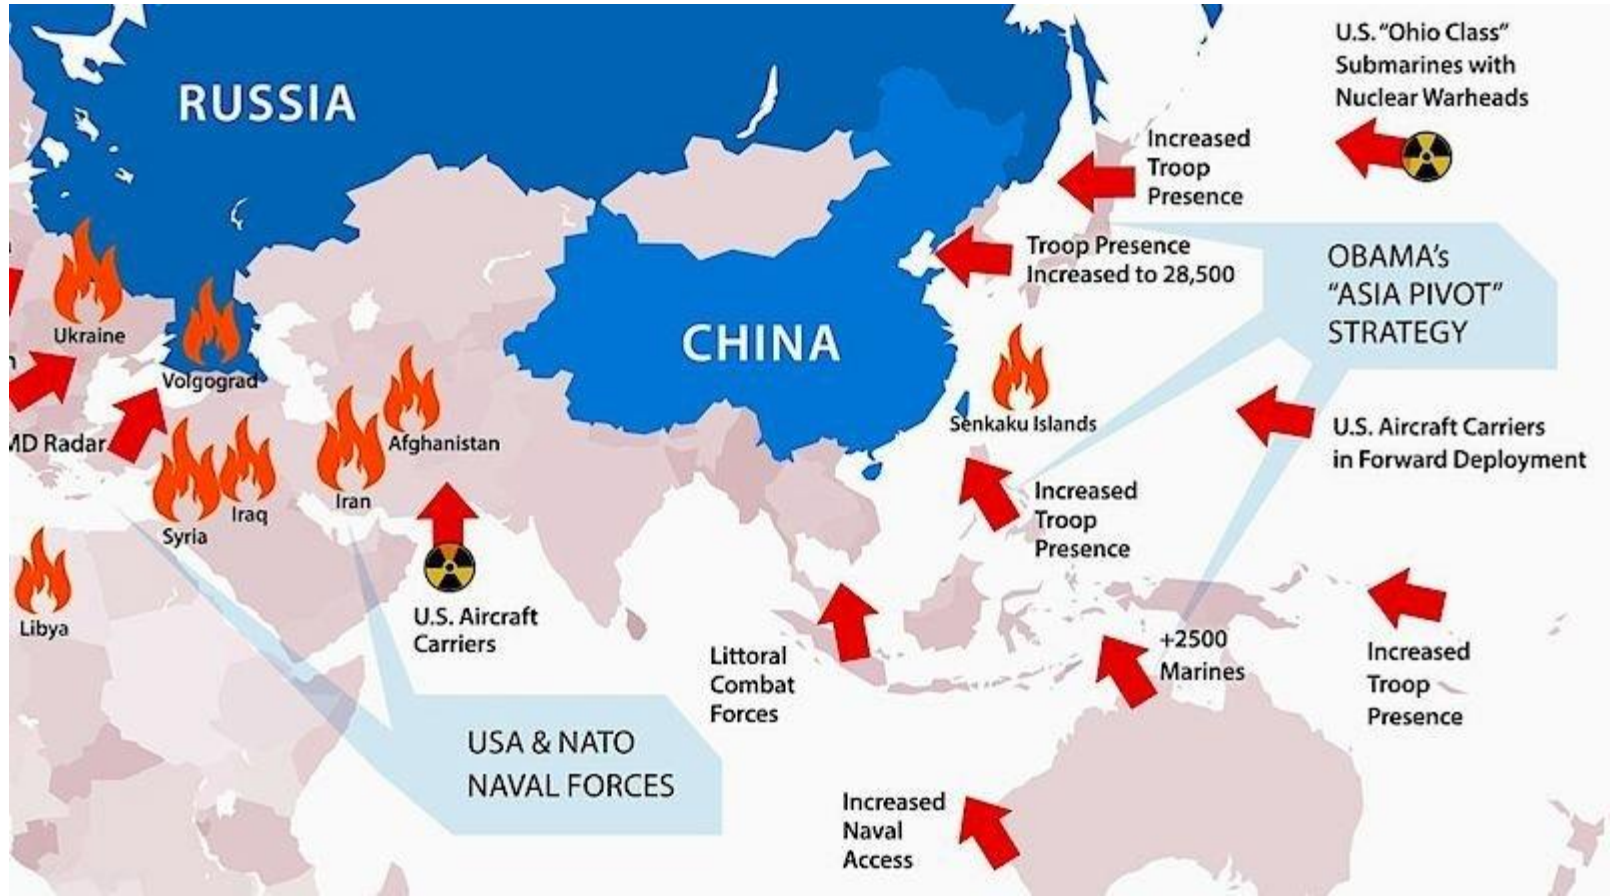 U.S. “Ohio Class”
Submarines with
Nuclear Warheads
RUSSIA
Increased
Troop
Presence
Troop Presence
Increased to 28,500
OBAMA's
“ASIA PIVOT”
STRATEGY
Ukraine
CHINA
Volgograd
Senkaku Islands
MD Radar
Afghanistan
U.S. Aircraft Carriers
in Forward Deployment
Iran
Iraq
Syria
Increased
Troop
Presence
Libya
U.S. Aircraft
Carriers
Littoral
Combat
Forces
+2500
Marines
Increased
Troop
Presence
USA & NATO
NAVAL FORCES
Increased
Naval
Access